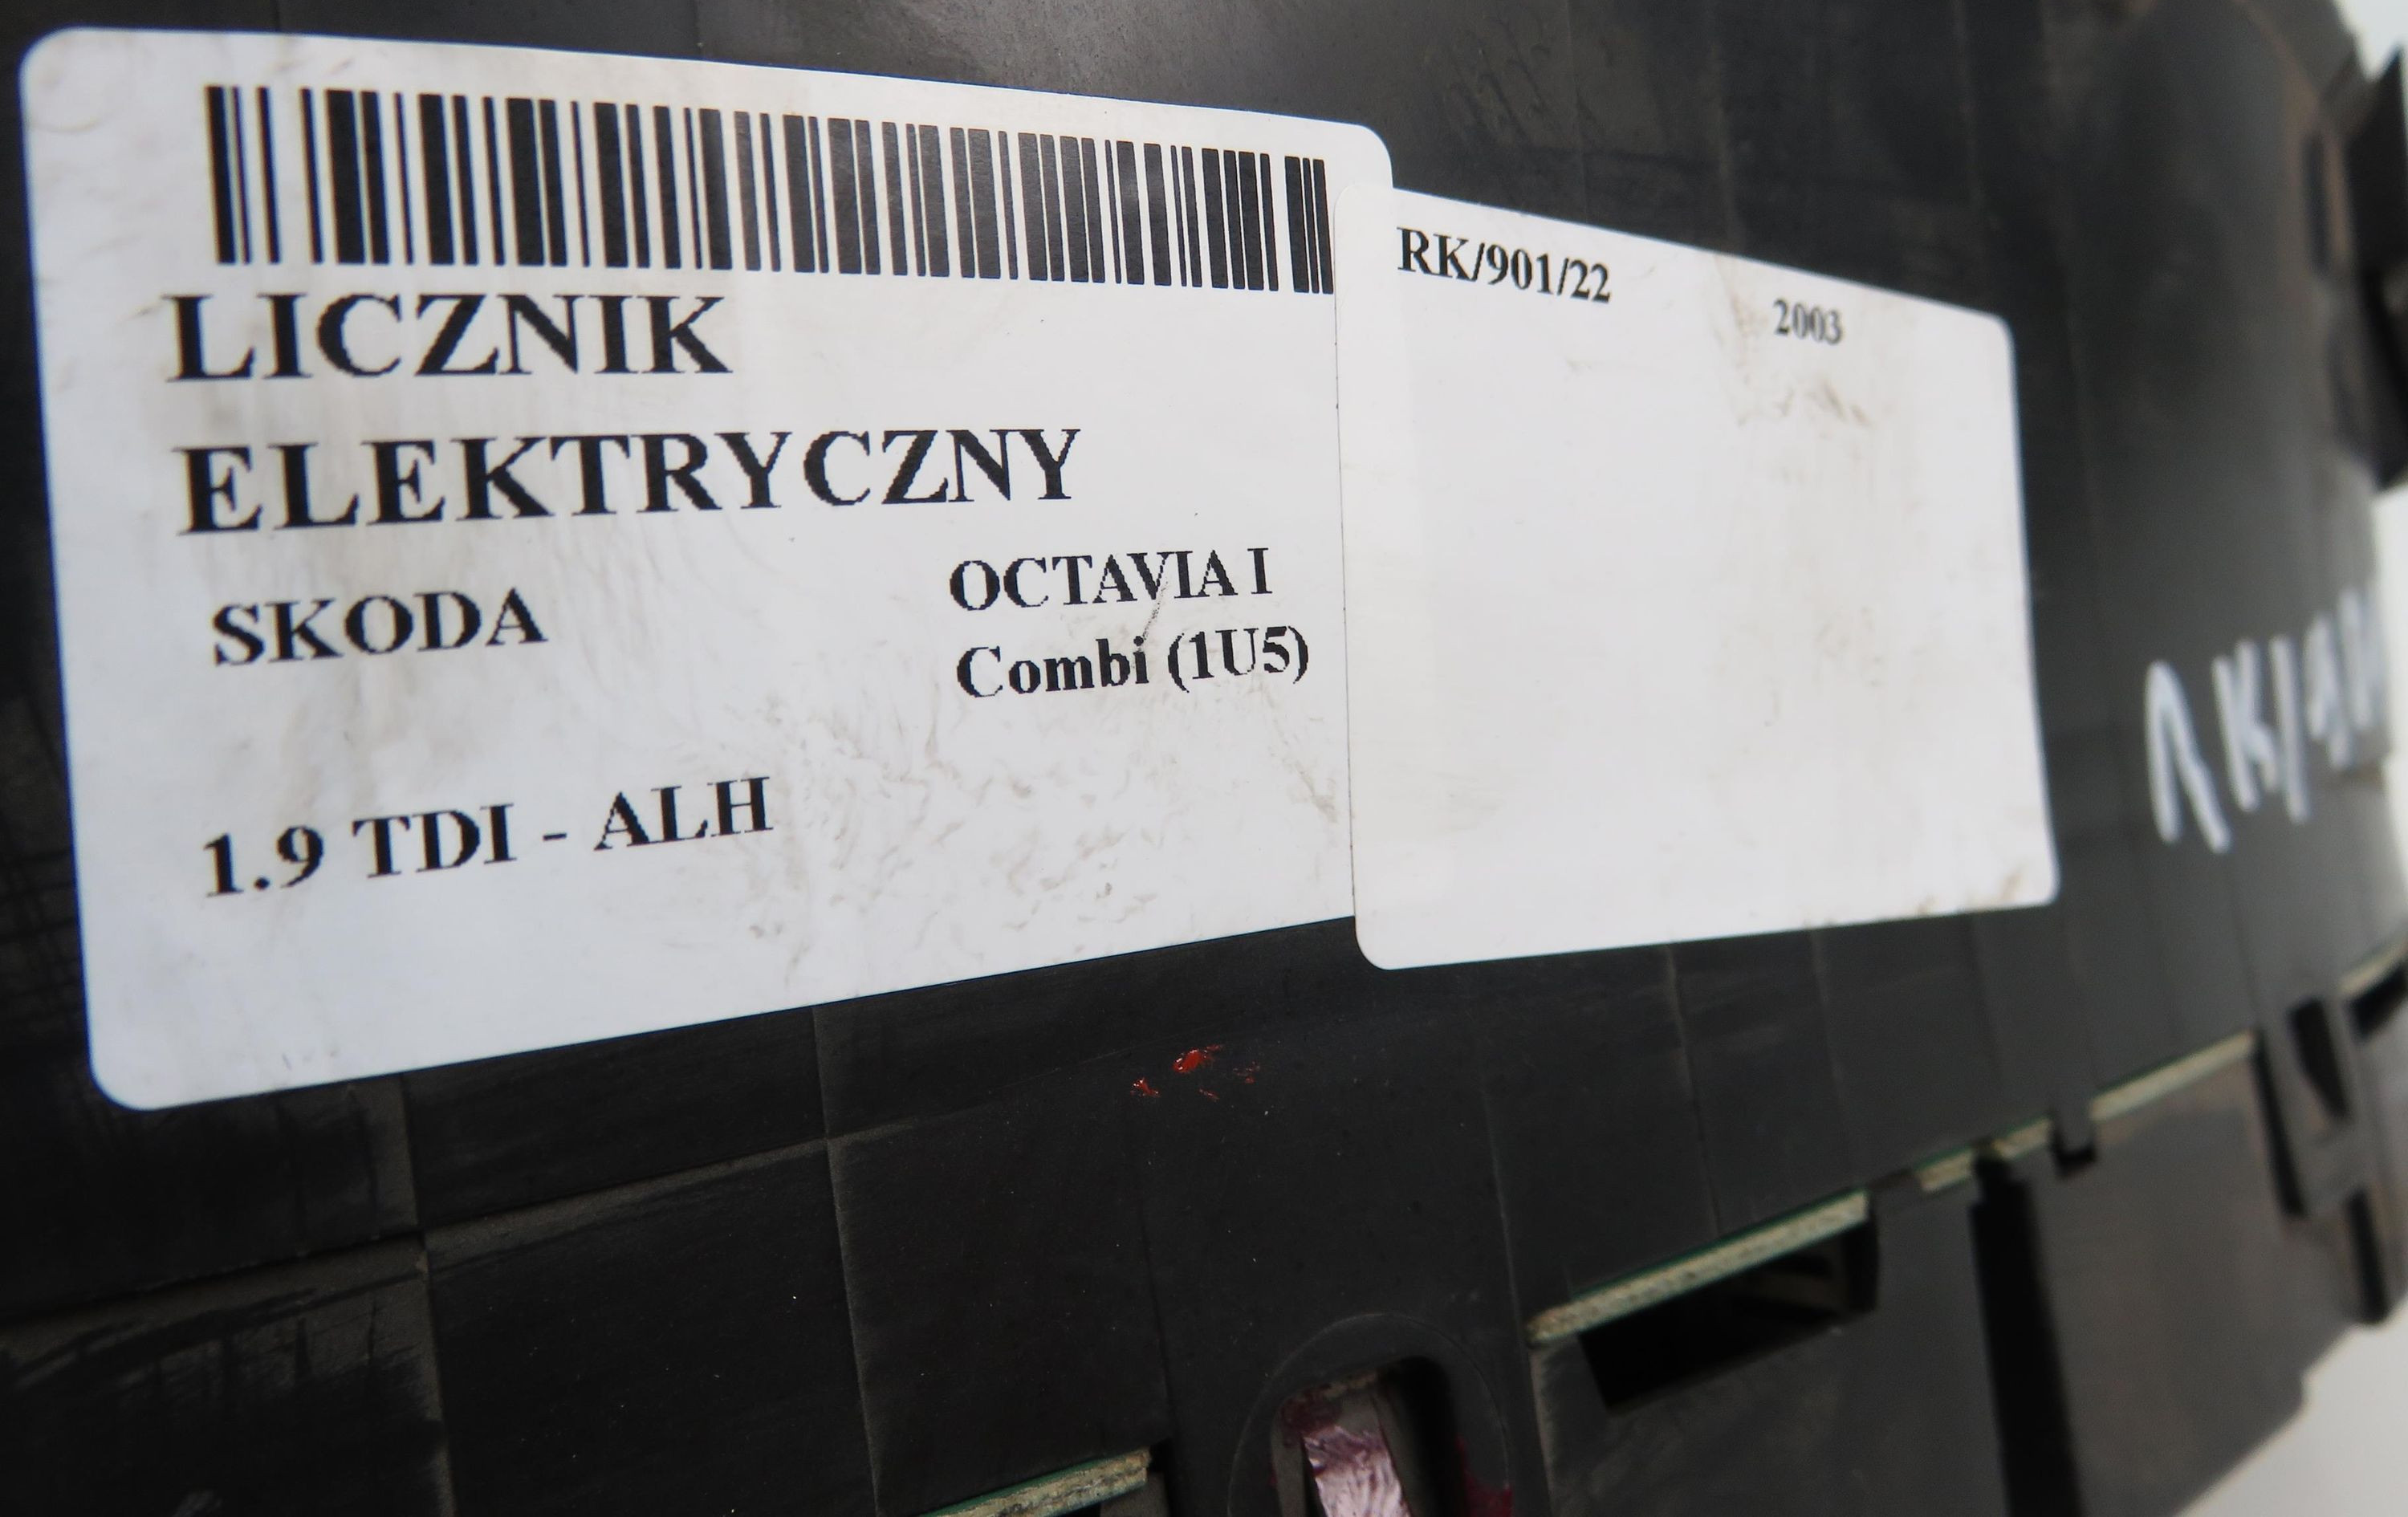 LICZNIK
ELEKTRYCZNY
SKODA
OCTAVIA I
Combi (1U5)
1.9 TDI - ALH
RK/901/22
2003